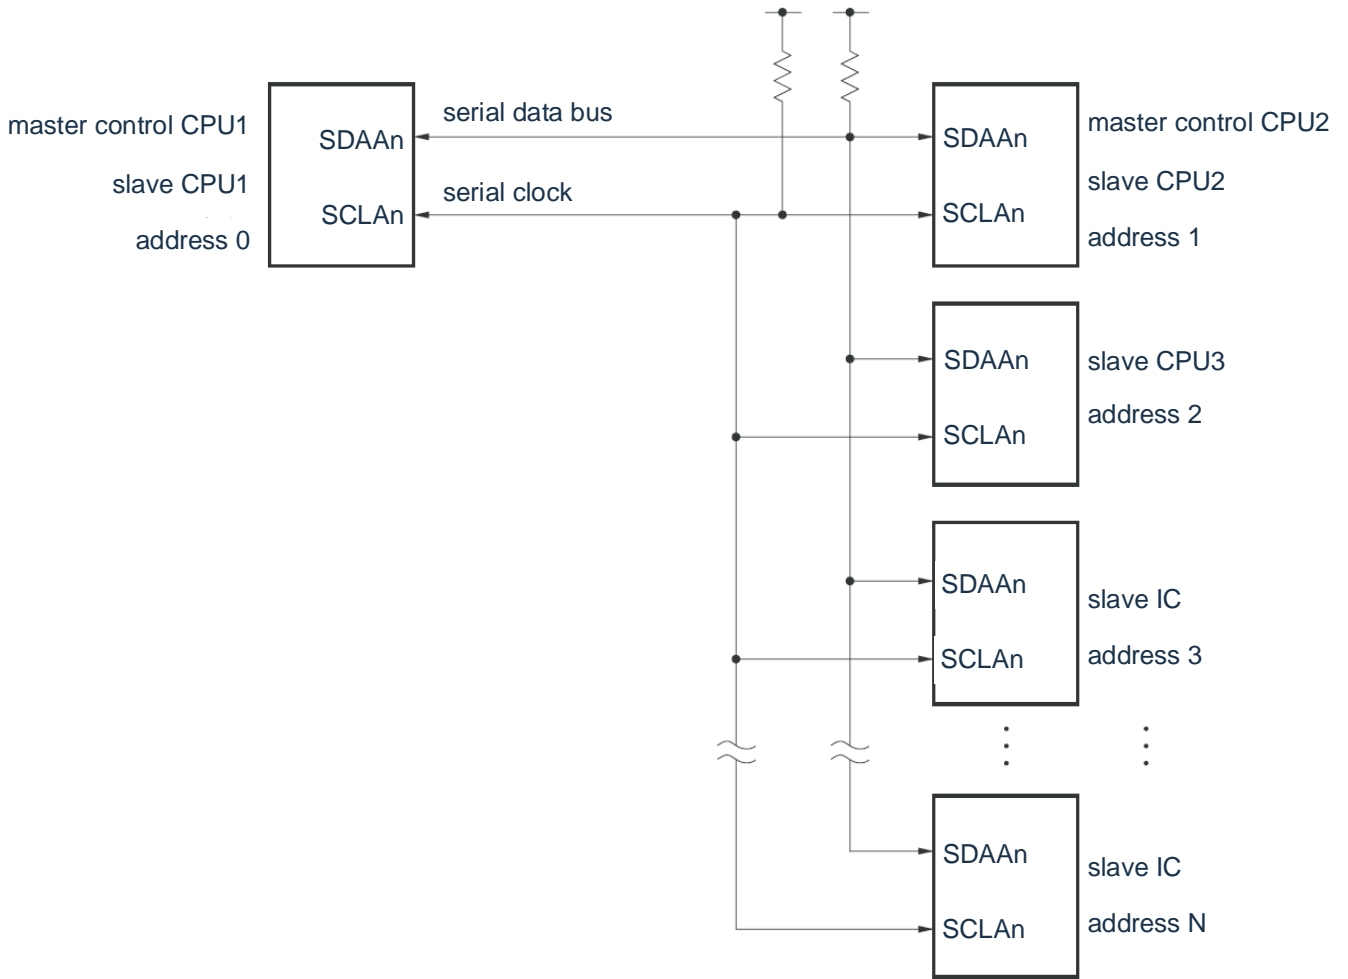 master control CPU1
slave CPU1
address 0
SDAAn
SCLAn
serial data bus
serial clock
SDAAn
SCLAn
master control CPU2
slave CPU2
address 1
SDAAn
SCLAn
slave CPU3
address 2
SDAAn
SCLAn
slave IC
address 3
SDAAn
SCLAn
slave IC
address N